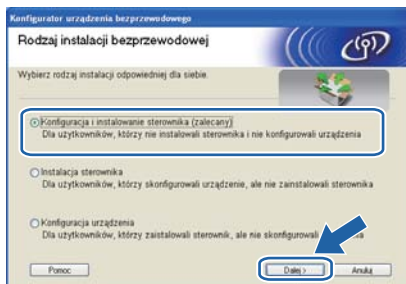 Konfigurator urządzenia bezprzewodowego
Rodzaj instalacji bezprzewodowej
Wybierz rodzaj instalacji odpowiedniej dla siebie.
Konfiguracja i instalowanie sterownika (zalecany)
Dla użytkowników, którzy nie instalowali sterownika i nie konfigurowali urządzenia
Instalacja sterownika
Dla użytkowników, którzy skonfigurowali urządzenie, ale nie zainstalowali sterownika
Konfiguracja urządzenia
Dla użytkowników, którzy zaistalowali sterownik, ale nie skonfigurowali
Pomoc
Dalej >
Anuluj